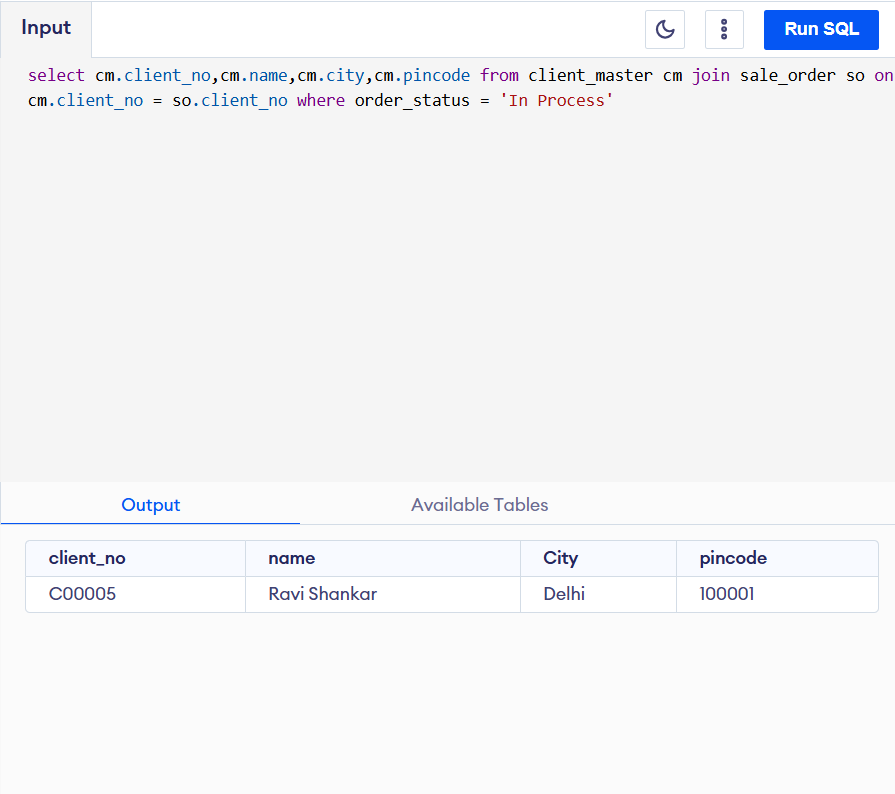 Input
Run SQL
select cm.client_no,cm.name,cm.city,cm.pincode from client_master cm join sale_order so on
cm.client_no = so.client_no where order_status = 'In Process'
Output Available Tables
client_no name City pincode
C00005 Ravi Shankar Delhi 100001